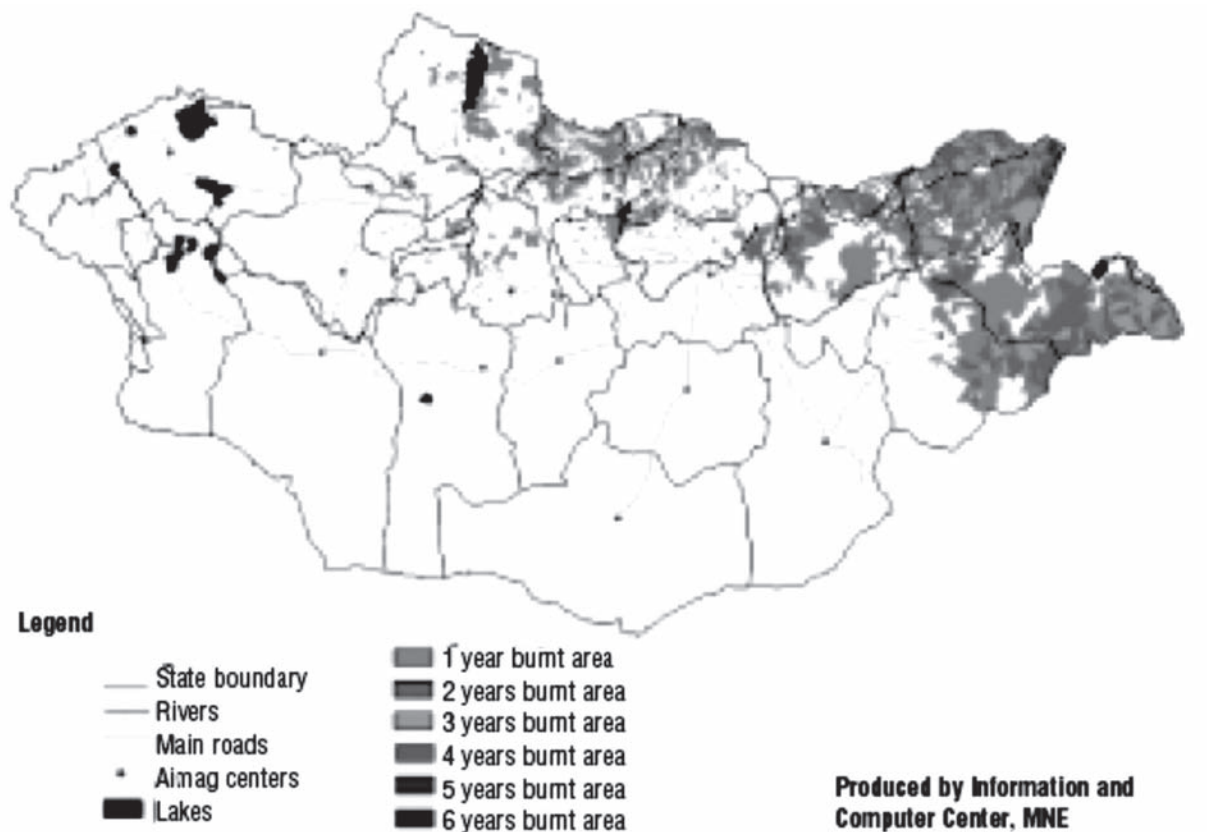 Legend
State boundary
Rivers
Main roads
Aimag centers
Lakes
1 year burnt area
2 years burnt area
3 years burnt area
4 years burnt area
5 years burnt area
6 years burnt area
Produced by Information and
Computer Center, MNE